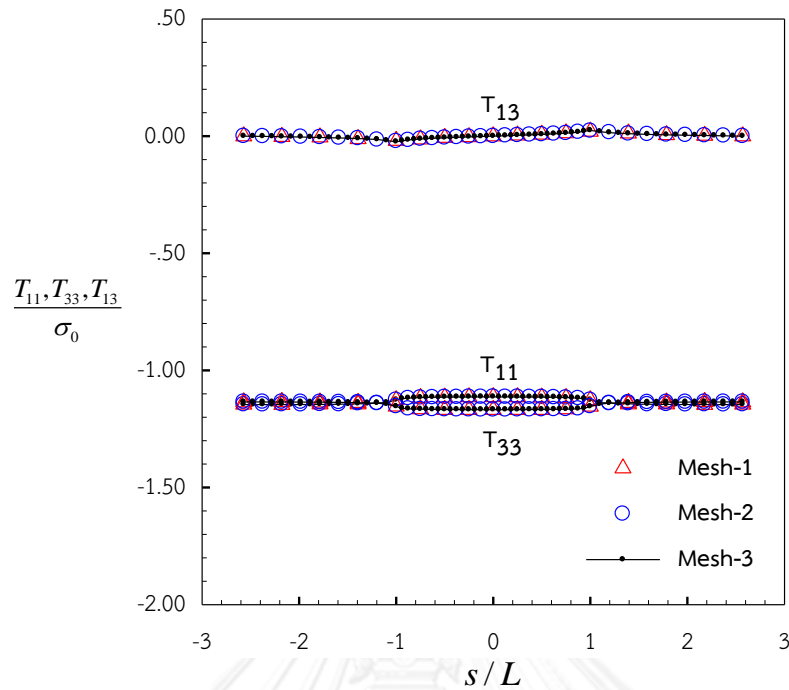 .50
T13
0.00
-.50
T11,T33,T13
σ0
-1.00
T11
T33
Mesh-1
-1.50
Mesh-2
Mesh-3
-2.00
-3 -2 -1 0 1 2 3
s/L